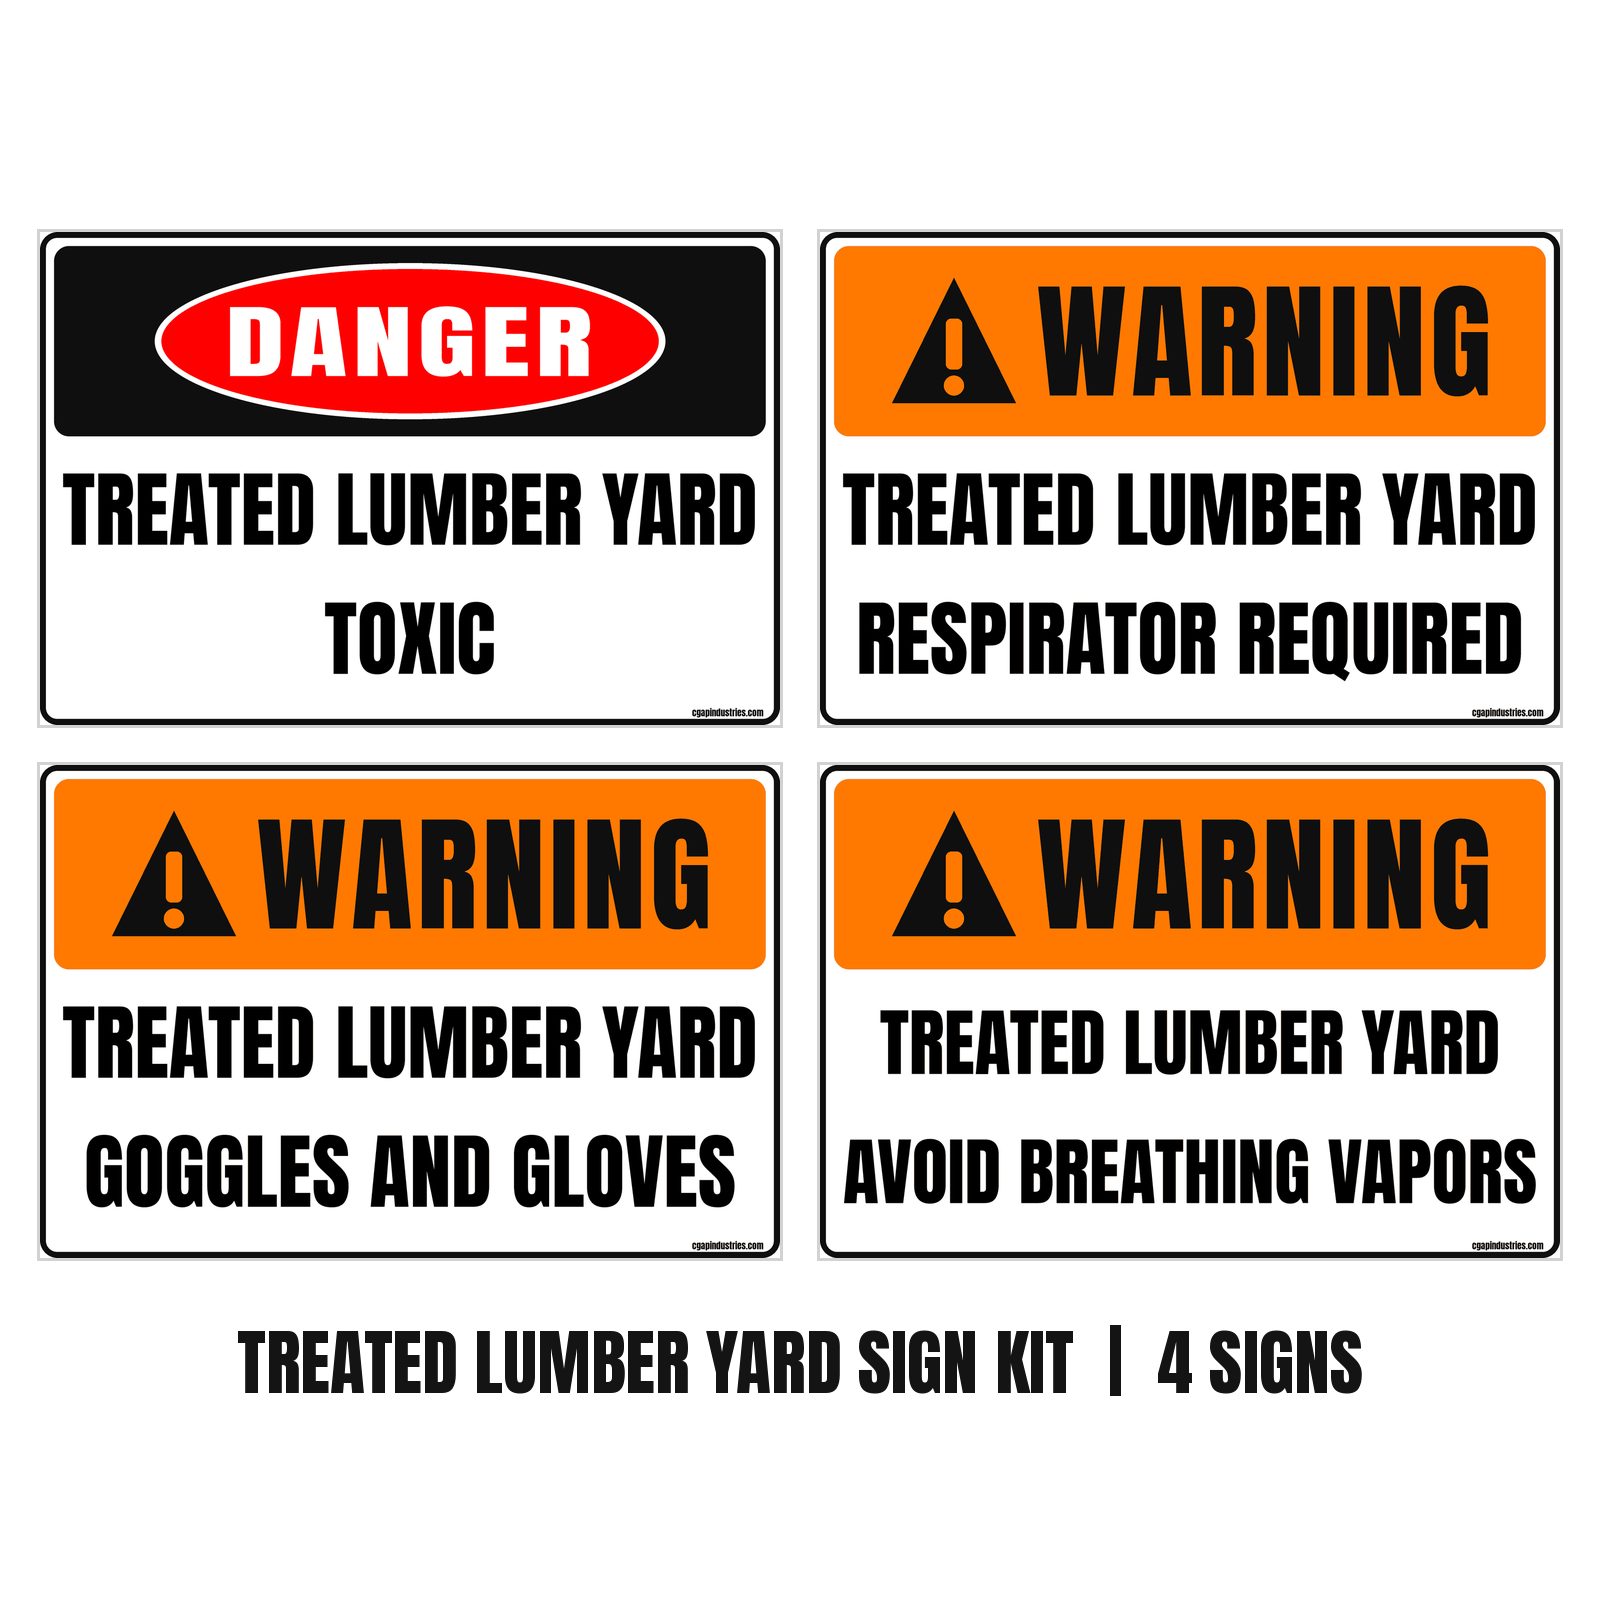 DANGER
TREATED LUMBER YARD
TOXIC
cgapindustries.com
WARNING
TREATED LUMBER YARD
RESPIRATOR REQUIRED
cgapindustries.com
WARNING
TREATED LUMBER YARD
GOGGLES AND GLOVES
cgapindustries.com
WARNING
TREATED LUMBER YARD
AVOID BREATHING VAPORS
cgapindustries.com
TREATED LUMBER YARD SIGN KIT | 4 SIGNS